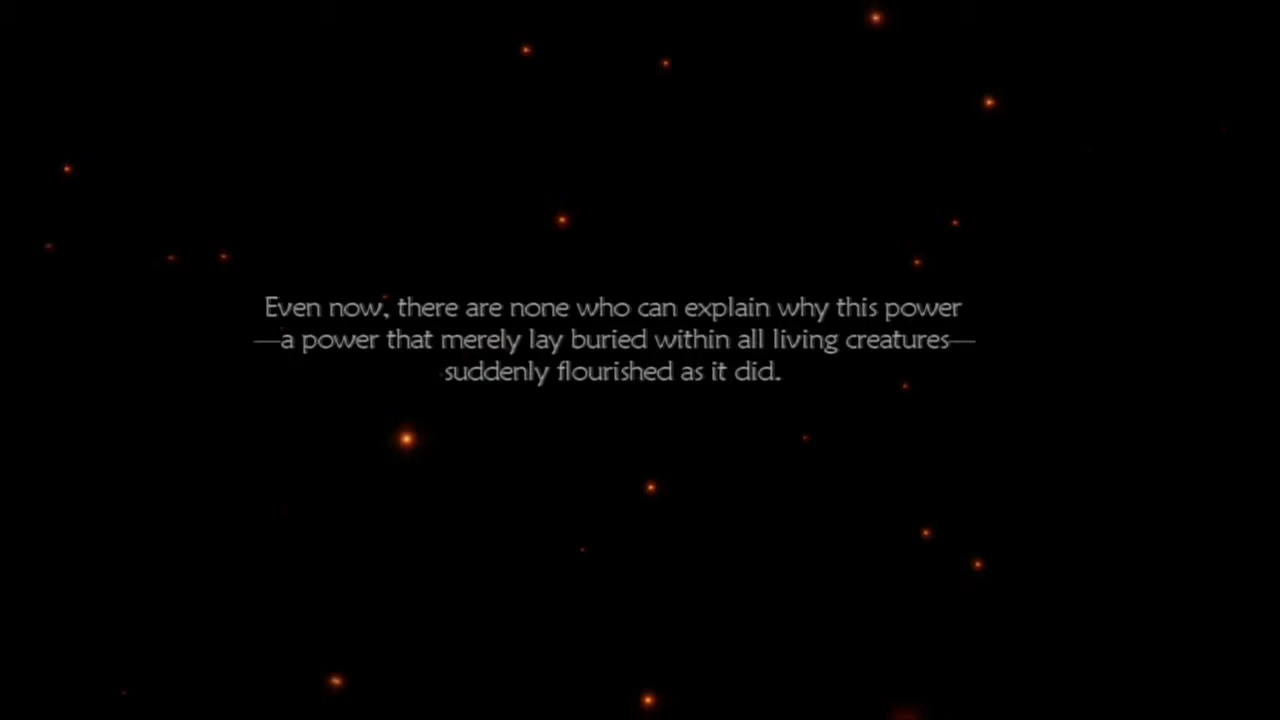 Even now, there are none who can explain why this power
—a power that merely lay buried within all living creatures—
suddenly flourished as it did.